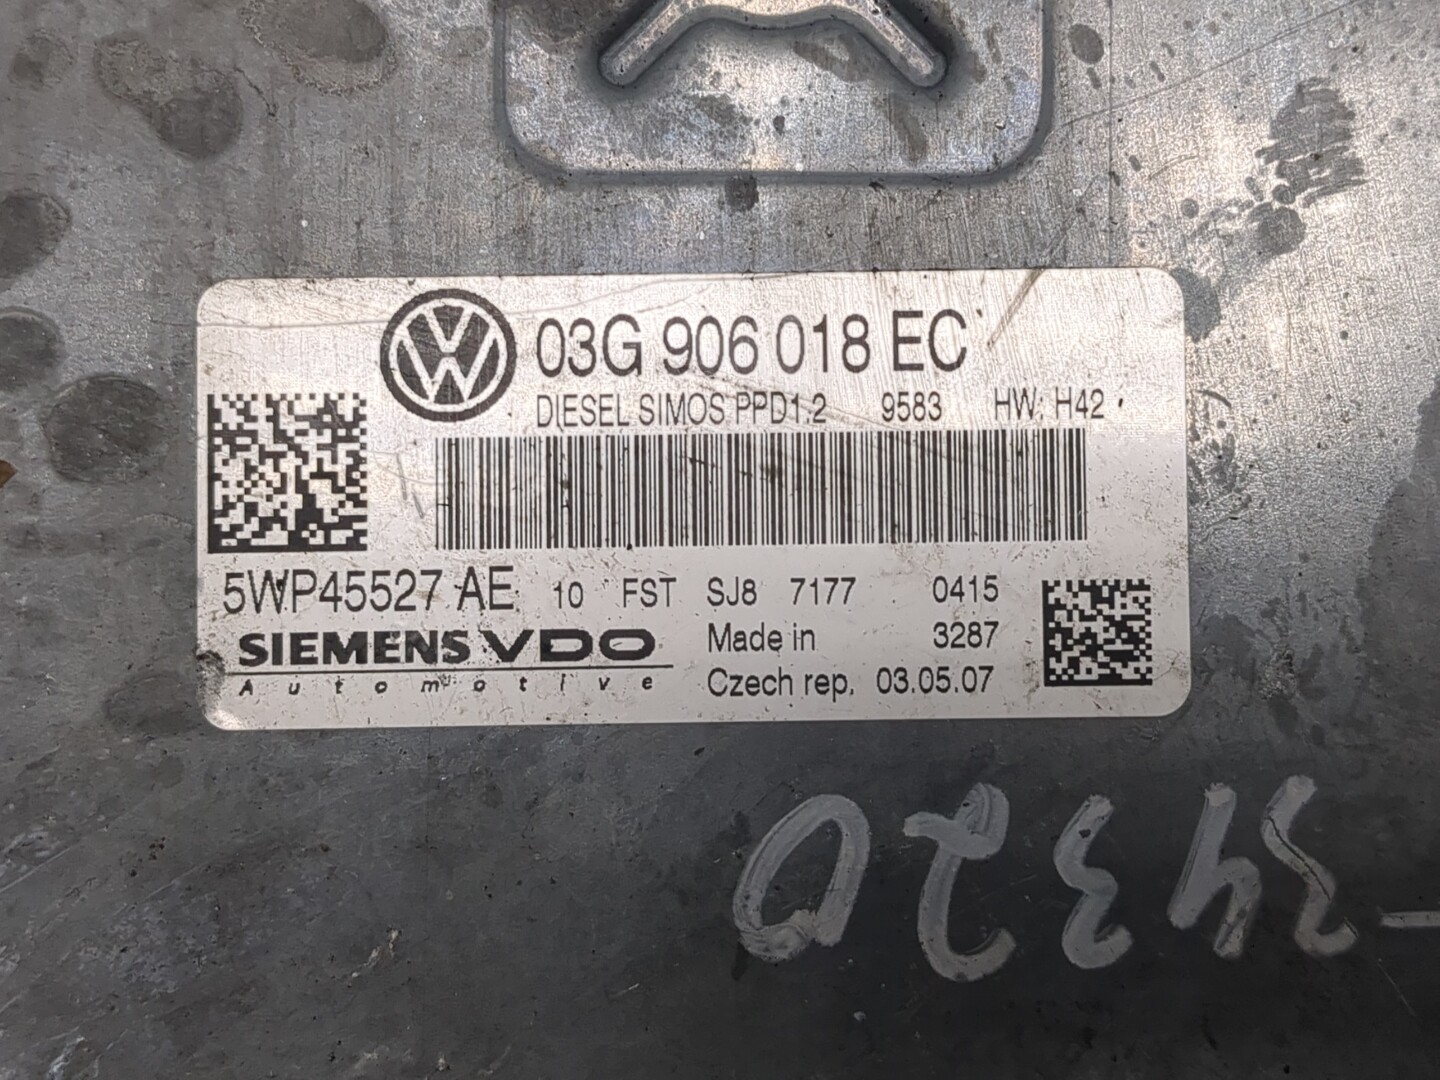 03G 906 018 EC
DIESEL SIMOS PPD1.2 9583 HW: H42
5WP45527 AE 10 FST SJ8 7177 0415
SIEMENS VDO
Automotive
Made in 3287
Czech rep. 03.05.07